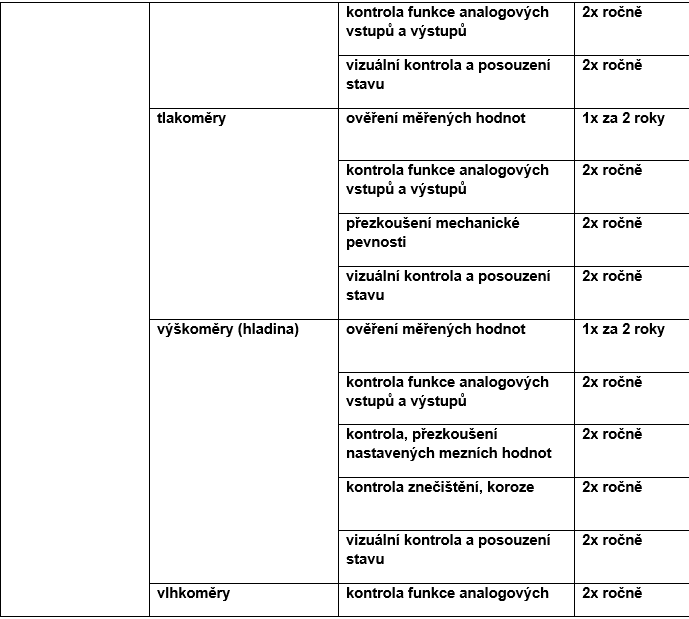 kontrola funkce analogových
vstupů a výstupů
2x ročně
vizuální kontrola a posouzení
stavu
2x ročně
tlakoměry
ověření měřených hodnot
1x za 2 roky
kontrola funkce analogových
vstupů a výstupů
2x ročně
přezkoušení mechanické
pevnosti
2x ročně
vizuální kontrola a posouzení
stavu
2x ročně
výškoměry (hladina)
ověření měřených hodnot
1x za 2 roky
kontrola funkce analogových
vstupů a výstupů
2x ročně
kontrola, přezkoušení
nastavených mezních hodnot
2x ročně
kontrola znečištění, koroze
2x ročně
vizuální kontrola a posouzení
stavu
2x ročně
vlhkoměry
kontrola funkce analogových
2x ročně